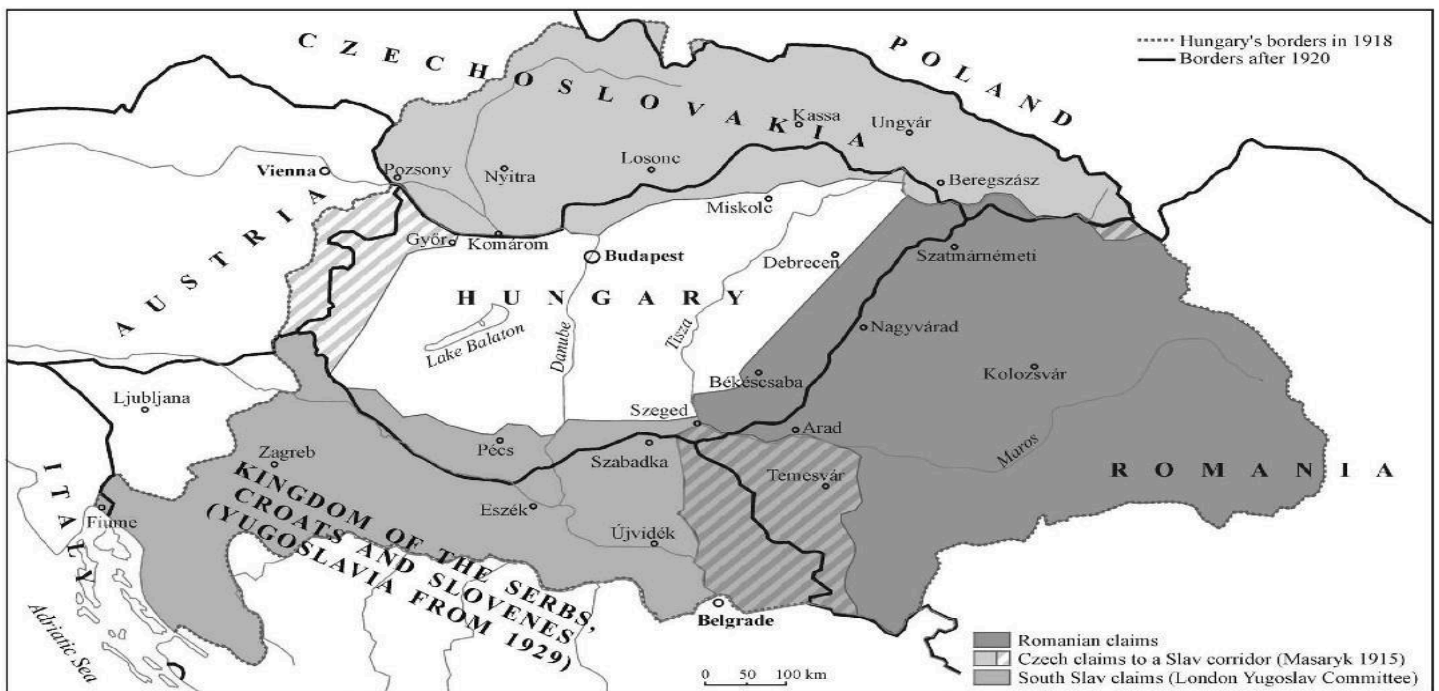 CZECHOSLOVAKIA
POLAND
Hungary's borders in 1918
Borders after 1920
Kassa
Ungvár
Vienna
Pozsony
Nyitra
Losonc
Beregszász
Miskolc
AUSTRIA
Győr
Komárom
Budapest
Debrecen
Szatmárnémeti
HUNGARY
Lake Balaton
Danube
Tisza
Nagyvárad
Békéscsaba
Kolozsvár
Ljubljana
Szeged
Arad
Maros
Zagreb
Pécs
Szabadka
Temesvár
ROMANIA
ITALY
Fiume
Eszék
Újvidék
KINGDOM OF THE SERBS,
CROATS AND SLOVENES
(YUGOSLAVIA FROM 1929)
Belgrade
Adriatic Sea
0 50 100 km
Romanian claims
Czech claims to a Slav corridor (Masaryk 1915)
South Slav claims (London Yugoslav Committee)